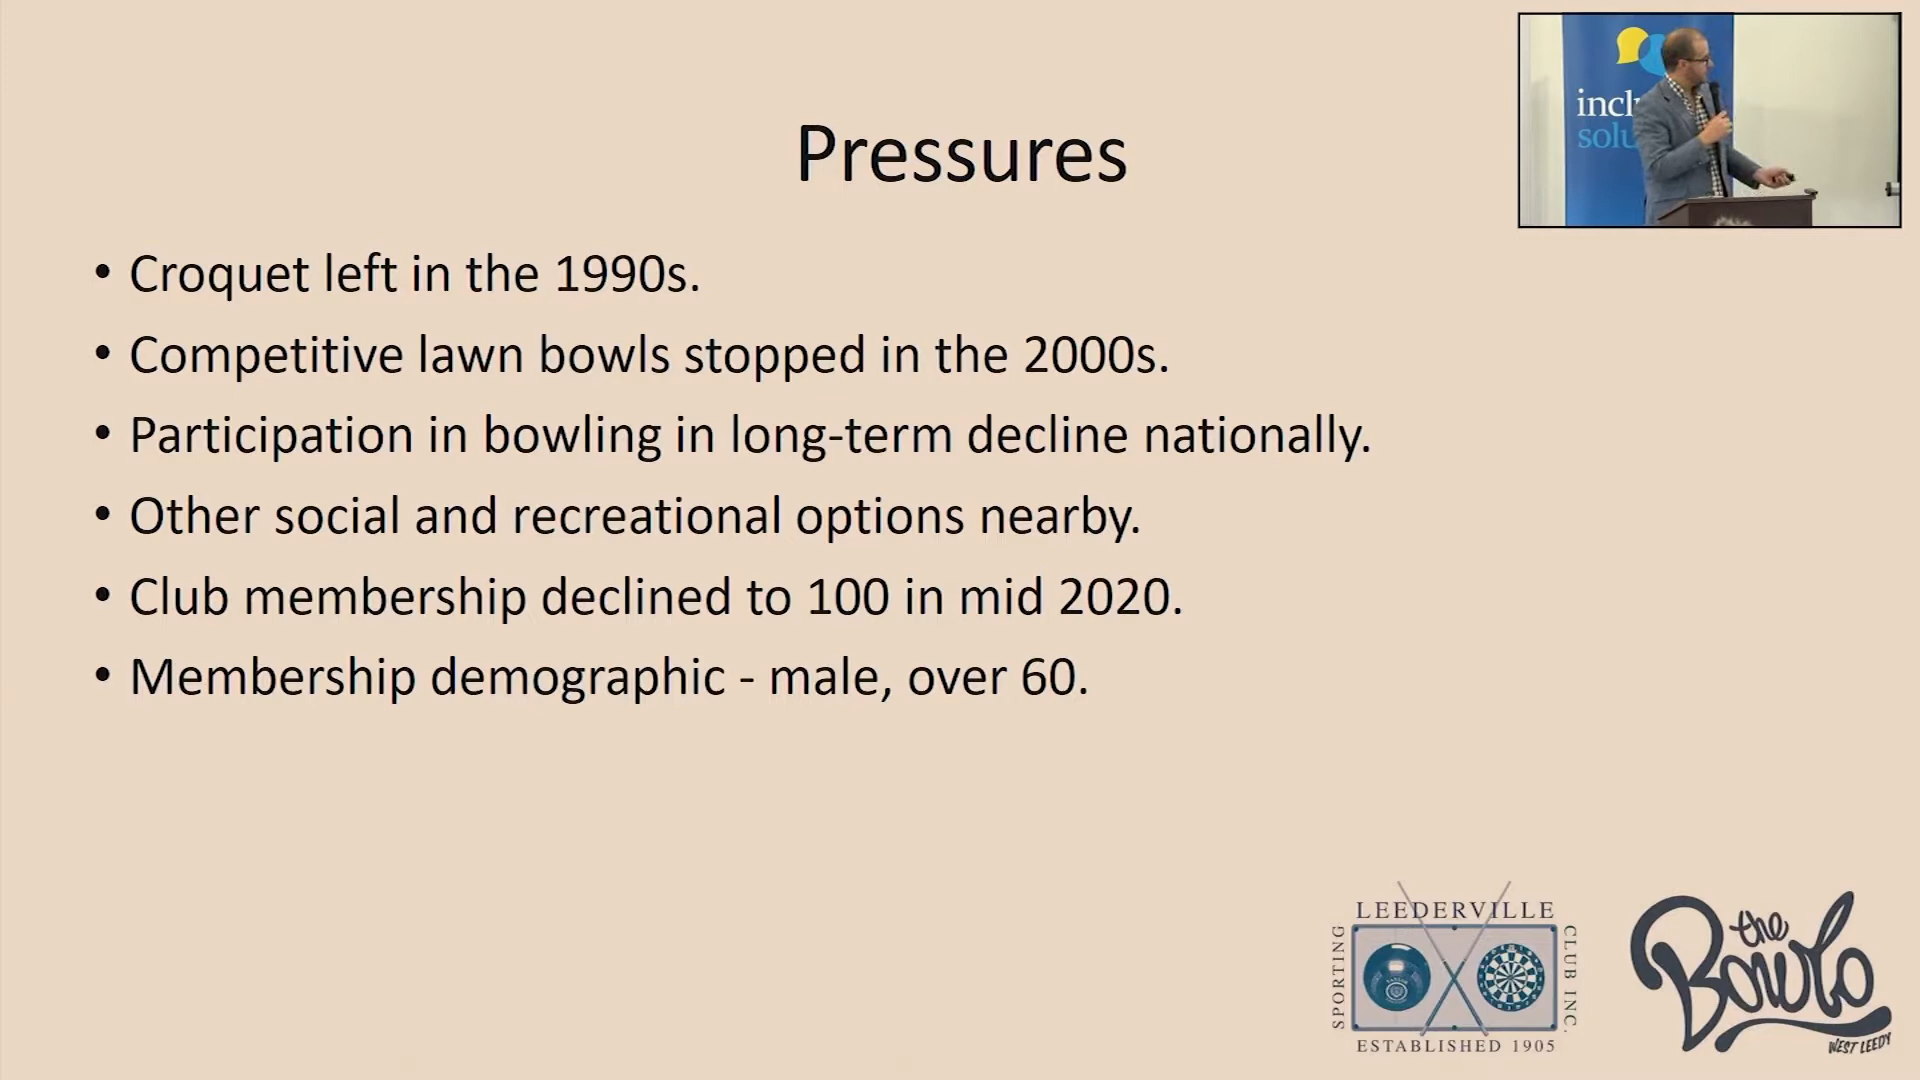 Pressures
• Croquet left in the 1990s.
• Competitive lawn bowls stopped in the 2000s.
• Participation in bowling in long-term decline nationally.
• Other social and recreational options nearby.
• Club membership declined to 100 in mid 2020.
• Membership demographic - male, over 60.
incl
solu
LEEDERVILLE
SPORTING
CLUB INC.
ESTABLISHED 1905
the
Bowlo
WEST LEEDY